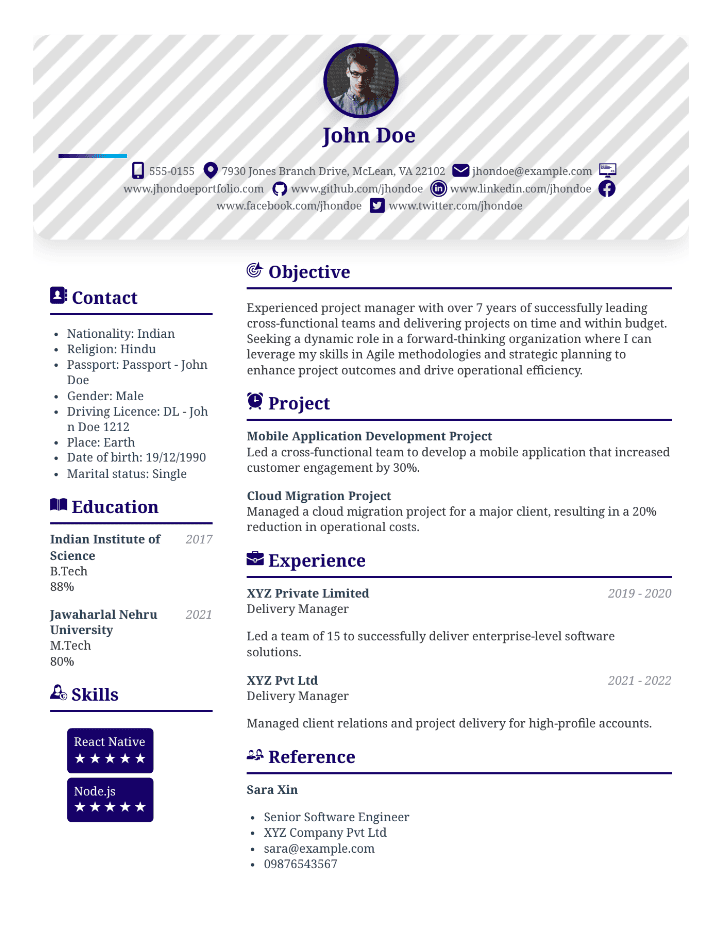 John Doe
555-0155 7930 Jones Branch Drive, McLean, VA 22102 jhondoe@example.com
www.jhondoeportfolio.com www.github.com/jhondoe www.linkedin.com/jhondoe
www.facebook.com/jhondoe www.twitter.com/jhondoe
Contact
• Nationality: Indian
• Religion: Hindu
• Passport: Passport - John
Doe
• Gender: Male
• Driving Licence: DL - Joh
n Doe 1212
• Place: Earth
• Date of birth: 19/12/1990
• Marital status: Single
Education
Indian Institute of 2017
Science
B.Tech
88%
Jawaharlal Nehru 2021
University
M.Tech
80%
Skills
React Native
★ ★ ★ ★ ★
Node.js
★ ★ ★ ★ ★
Objective
Experienced project manager with over 7 years of successfully leading
cross-functional teams and delivering projects on time and within budget.
Seeking a dynamic role in a forward-thinking organization where I can
leverage my skills in Agile methodologies and strategic planning to
enhance project outcomes and drive operational efficiency.
Project
Mobile Application Development Project
Led a cross-functional team to develop a mobile application that increased
customer engagement by 30%.
Cloud Migration Project
Managed a cloud migration project for a major client, resulting in a 20%
reduction in operational costs.
Experience
XYZ Private Limited 2019 - 2020
Delivery Manager
Led a team of 15 to successfully deliver enterprise-level software
solutions.
XYZ Pvt Ltd 2021 - 2022
Delivery Manager
Managed client relations and project delivery for high-profile accounts.
Reference
Sara Xin
• Senior Software Engineer
• XYZ Company Pvt Ltd
• sara@example.com
• 09876543567